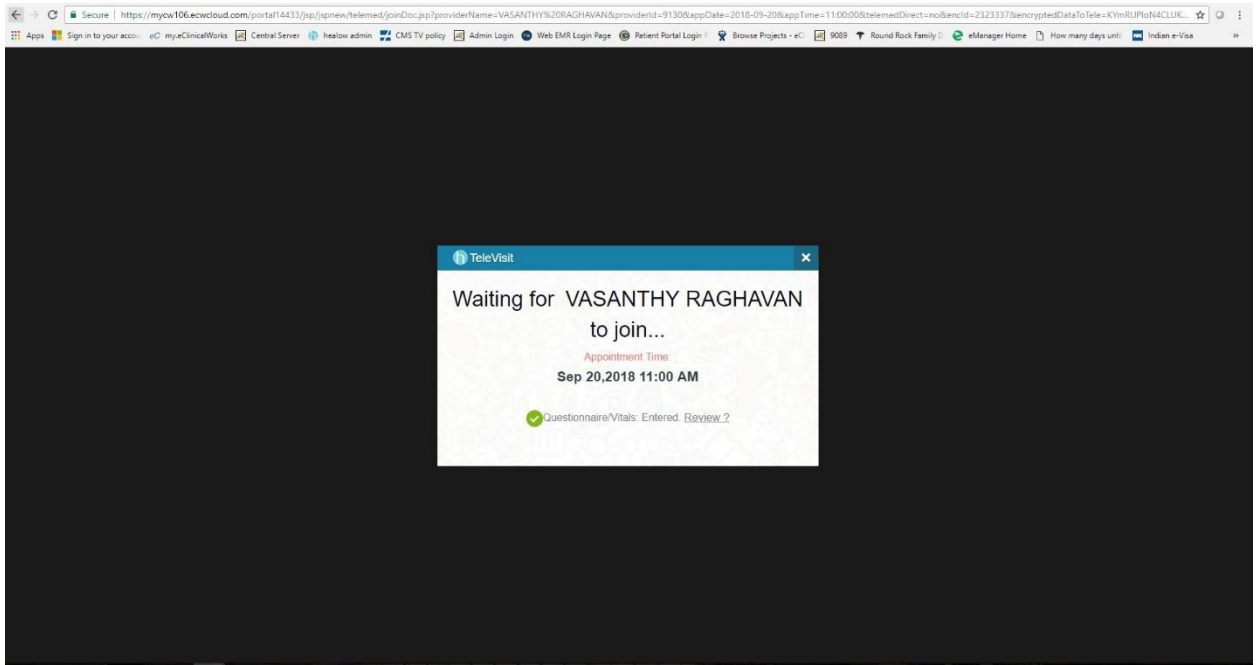 Secure | https://mycw106.ecwcloud.com/portal14433/jsp/jspnew/telemed/joinDoc.jsp?providerName=VASANTHY%20RAGHAVAN&providerId=9130&appDate=2018-09-20&appTime=11:00:00&telemedDirect=no&encId=2323337&encryptedDataToTele=KYmRUPIoN4CLUK...
Apps Sign in to your accou eC my.eClinicalWorks Central Server healow admin CMS TV policy Admin Login Web EMR Login Page Patient Portal Login Browse Projects - eC 9089 Round Rock Family eManager Home How many days unti Indian e-Visa »
TeleVisit
Waiting for VASANTHY RAGHAVAN
to join...
Appointment Time:
Sep 20,2018 11:00 AM
Questionnaire/Vitals: Entered. Review ?